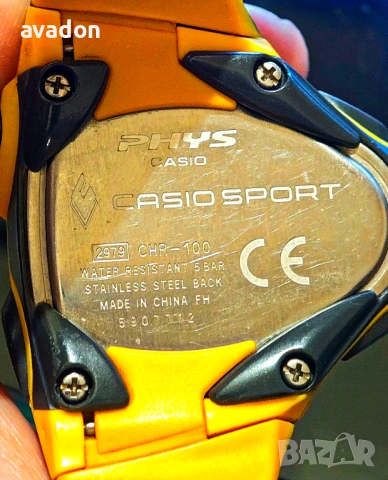 avadon
PHYS
CASIO
CASIO SPORT
2979 CHR-100
WATER RESISTANT 5 BAR
STAINLESS STEEL BACK
MADE IN CHINA FH
CE
BAZAR